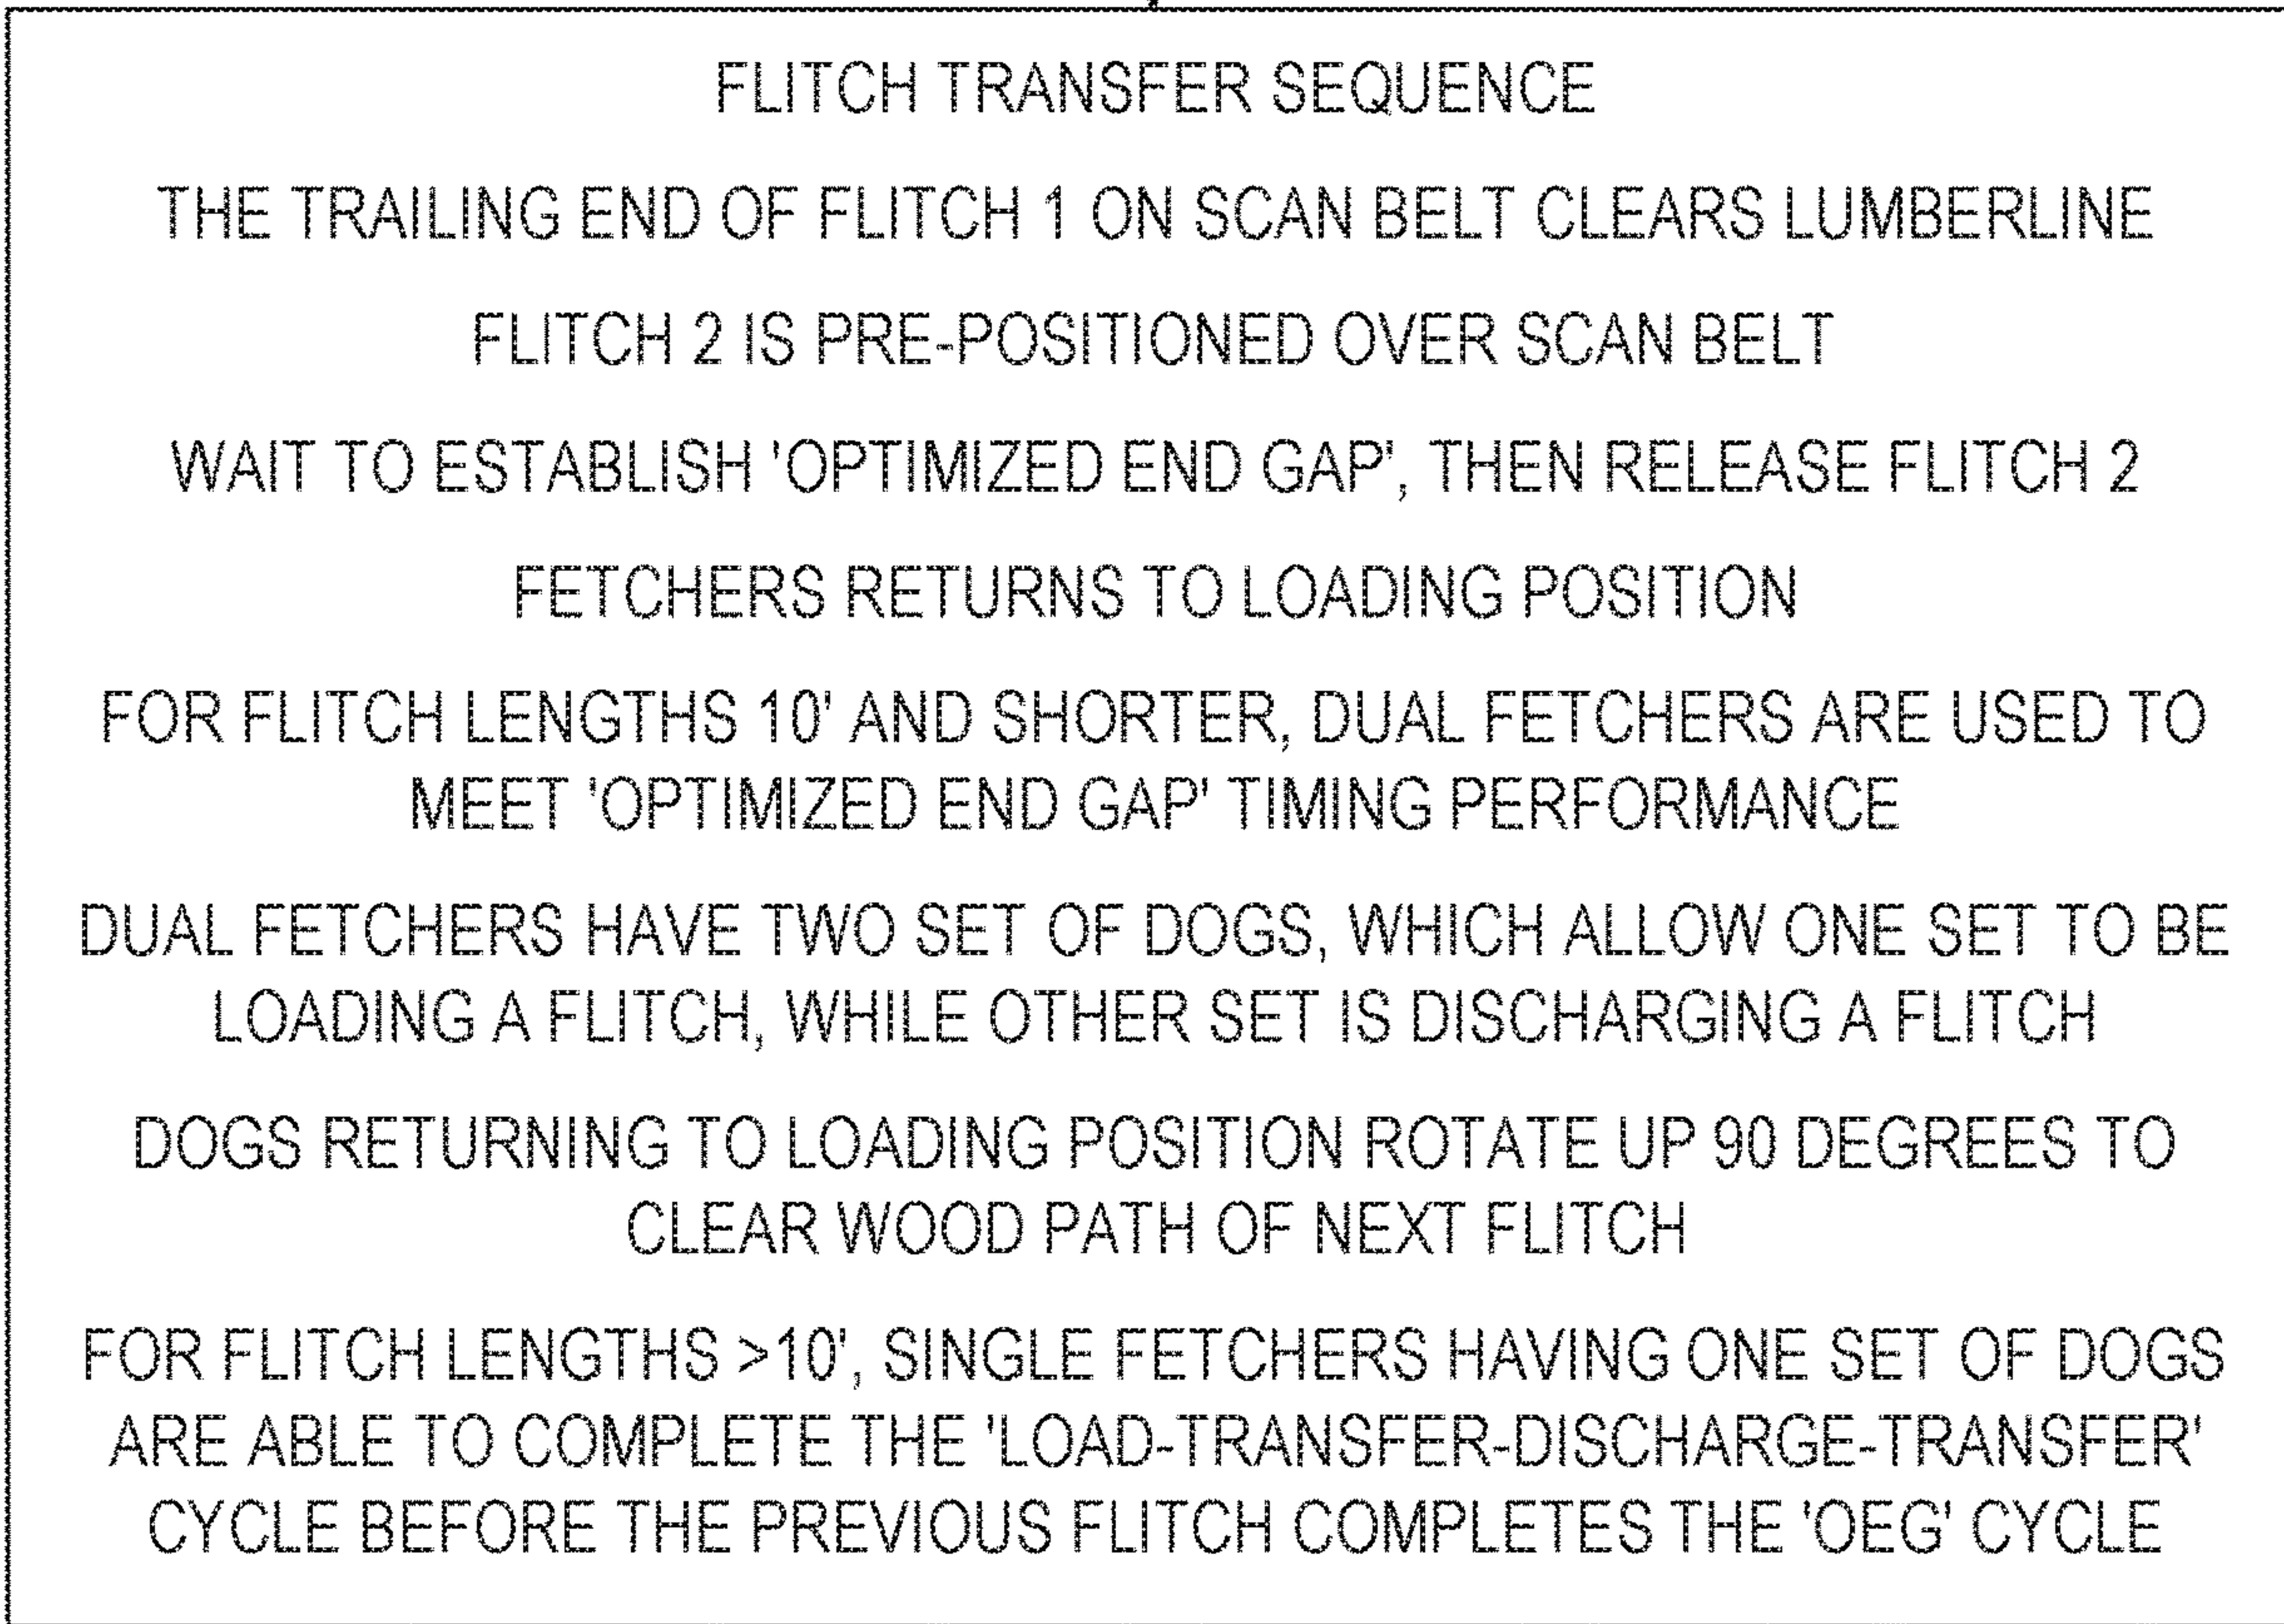 FLITCH TRANSFER SEQUENCE
THE TRAILING END OF FLITCH 1 ON SCAN BELT CLEARS LUMBERLINE
FLITCH 2 IS PRE-POSITIONED OVER SCAN BELT
WAIT TO ESTABLISH 'OPTIMIZED END GAP', THEN RELEASE FLITCH 2
FETCHERS RETURNS TO LOADING POSITION
FOR FLITCH LENGTHS 10' AND SHORTER, DUAL FETCHERS ARE USED TO
MEET 'OPTIMIZED END GAP' TIMING PERFORMANCE
DUAL FETCHERS HAVE TWO SET OF DOGS, WHICH ALLOW ONE SET TO BE
LOADING A FLITCH, WHILE OTHER SET IS DISCHARGING A FLITCH
DOGS RETURNING TO LOADING POSITION ROTATE UP 90 DEGREES TO
CLEAR WOOD PATH OF NEXT FLITCH
FOR FLITCH LENGTHS >10', SINGLE FETCHERS HAVING ONE SET OF DOGS
ARE ABLE TO COMPLETE THE 'LOAD-TRANSFER-DISCHARGE-TRANSFER'
CYCLE BEFORE THE PREVIOUS FLITCH COMPLETES THE 'OEG' CYCLE